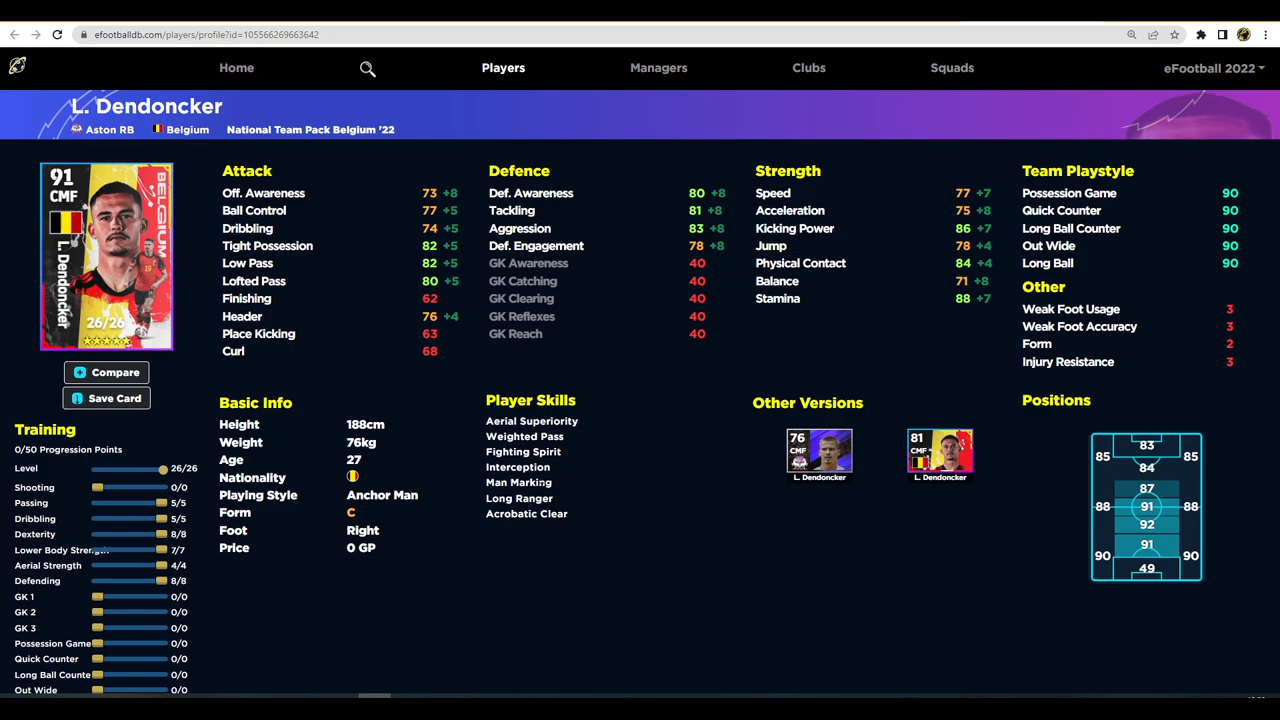 efootballdb.com/players/profile?id=105566269663642
Home Players Managers Clubs Squads eFootball 2022
L. Dendoncker
Aston RB Belgium National Team Pack Belgium '22
91
CMF
BELGIUM
L. Dendoncker
26/26
Compare
Save Card
Training
0/50 Progression Points
Level 26/26
Shooting 0/0
Passing 5/5
Dribbling 5/5
Dexterity 8/8
Lower Body Strength 7/7
Aerial Strength 4/4
Defending 8/8
GK 1 0/0
GK 2 0/0
GK 3 0/0
Possession Game 0/0
Quick Counter 0/0
Long Ball Counte 0/0
Out Wide 0/0
Attack
Off. Awareness 73 +8
Ball Control 77 +5
Dribbling 74 +5
Tight Possession 82 +5
Low Pass 82 +5
Lofted Pass 80 +5
Finishing 62
Header 76 +4
Place Kicking 63
Curl 68
Defence
Def. Awareness 80 +8
Tackling 81 +8
Aggression 83 +8
Def. Engagement 78 +8
GK Awareness 40
GK Catching 40
GK Clearing 40
GK Reflexes 40
GK Reach 40
Strength
Speed 77 +7
Acceleration 75 +8
Kicking Power 86 +7
Jump 78 +4
Physical Contact 84 +4
Balance 71 +8
Stamina 88 +7
Team Playstyle
Possession Game 90
Quick Counter 90
Long Ball Counter 90
Out Wide 90
Long Ball 90
Other
Weak Foot Usage 3
Weak Foot Accuracy 3
Form 2
Injury Resistance 3
Basic Info
Height 188cm
Weight 76kg
Age 27
Nationality
Playing Style Anchor Man
Form C
Foot Right
Price 0 GP
Player Skills
Aerial Superiority
Weighted Pass
Fighting Spirit
Interception
Man Marking
Long Ranger
Acrobatic Clear
Other Versions
76
CMF
L. Dendoncker
81
CMF
L. Dendoncker
Positions
83
85 84 85
87
88 91 88
92
91
90 90
49